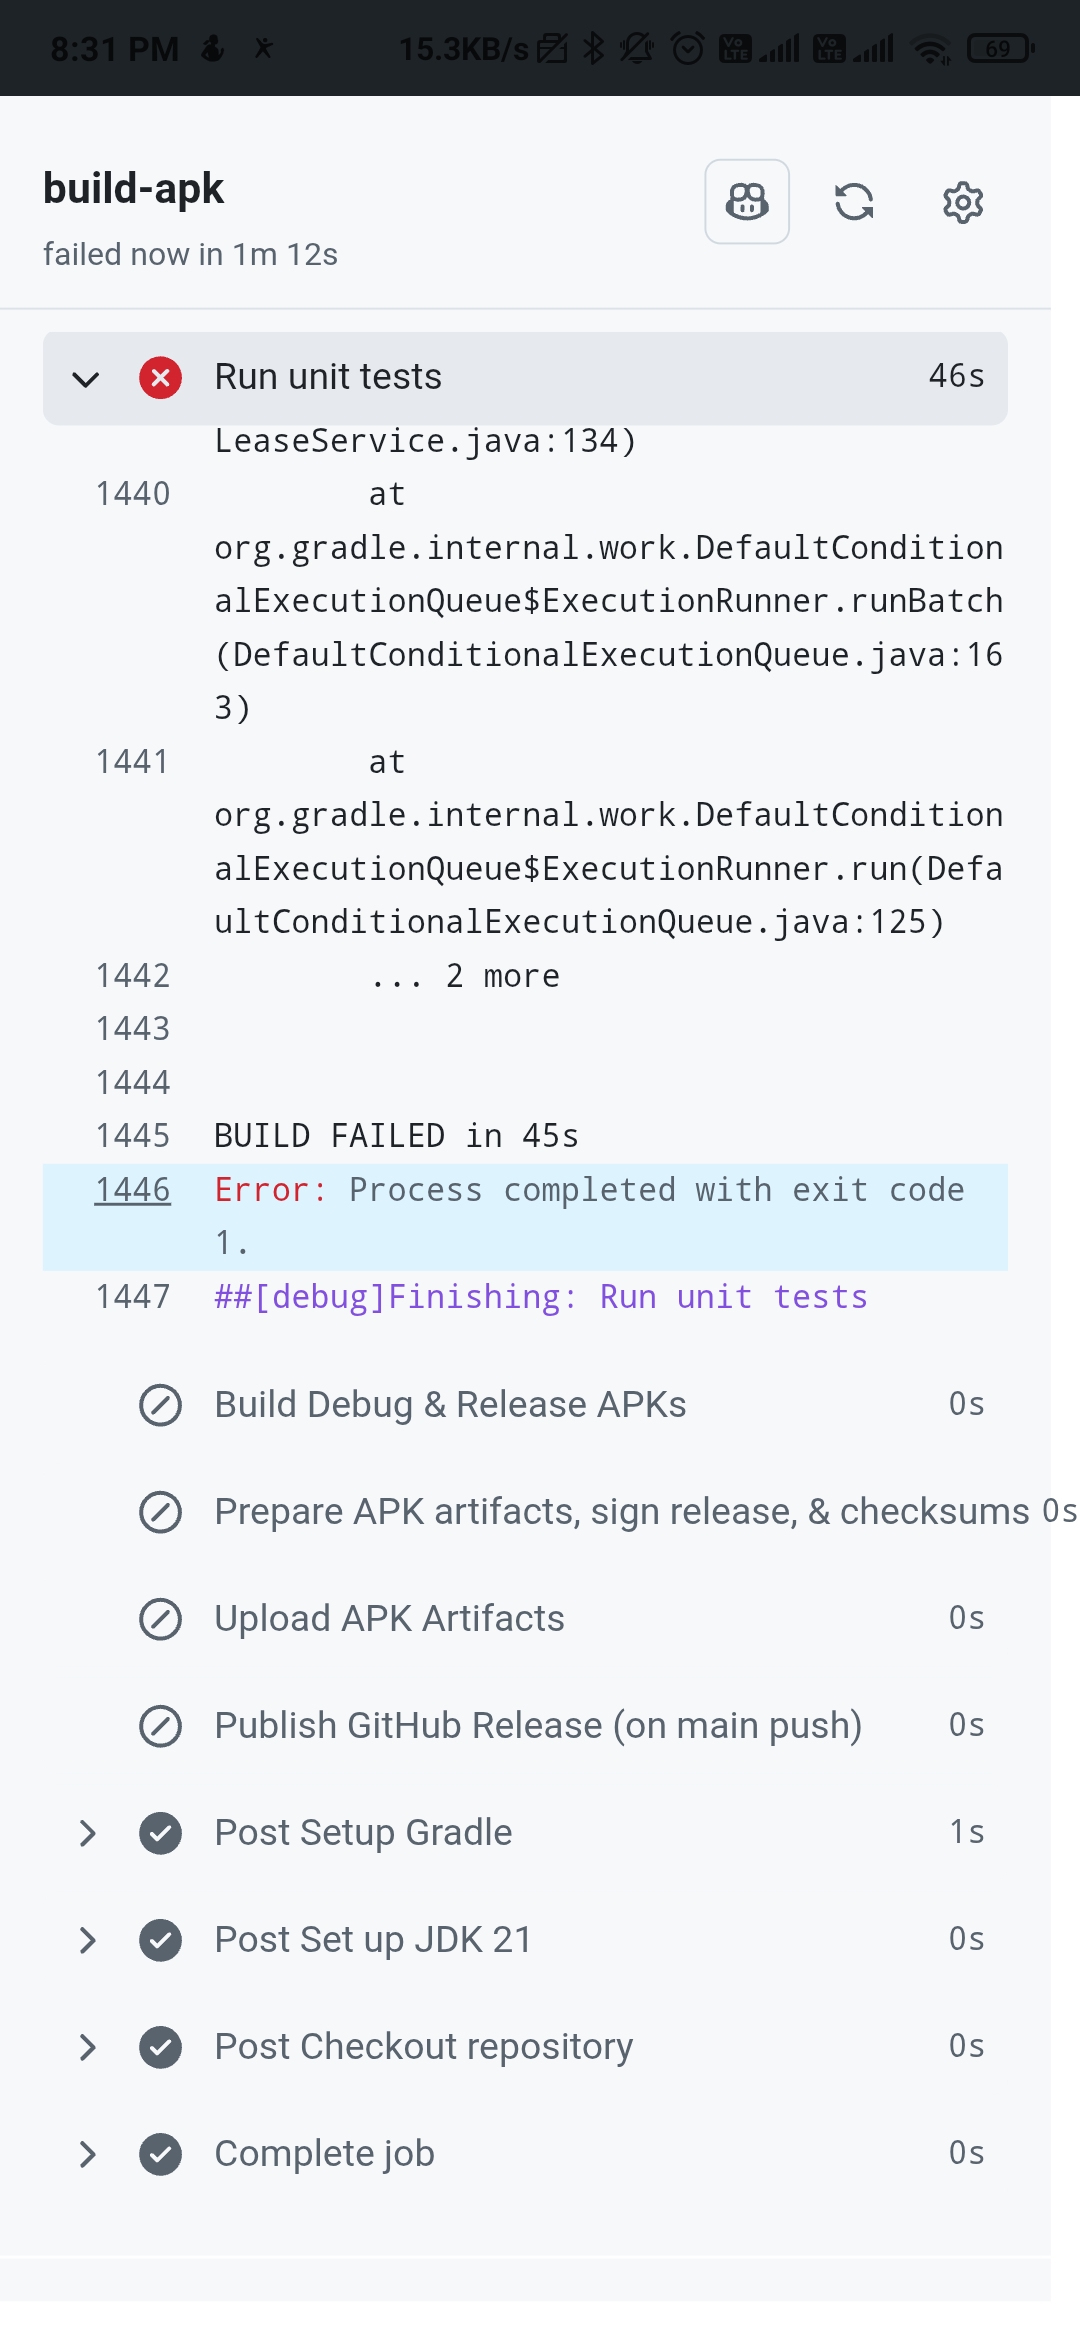 8:31 PM 15.3KB/s Vo LTE Vo LTE 69
build-apk
failed now in 1m 12s
Run unit tests 46s
LeaseService.java:134)
1440 at
org.gradle.internal.work.DefaultCondition
alExecutionQueue$ExecutionRunner.runBatch
(DefaultConditionalExecutionQueue.java:16
3)
1441 at
org.gradle.internal.work.DefaultCondition
alExecutionQueue$ExecutionRunner.run(Defa
ultConditionalExecutionQueue.java:125)
1442 ... 2 more
1443
1444
1445 BUILD FAILED in 45s
1446 Error: Process completed with exit code
1.
1447 ##[debug]Finishing: Run unit tests
Build Debug & Release APKs 0s
Prepare APK artifacts, sign release, & checksums 0s
Upload APK Artifacts 0s
Publish GitHub Release (on main push) 0s
Post Setup Gradle 1s
Post Set up JDK 21 0s
Post Checkout repository 0s
Complete job 0s